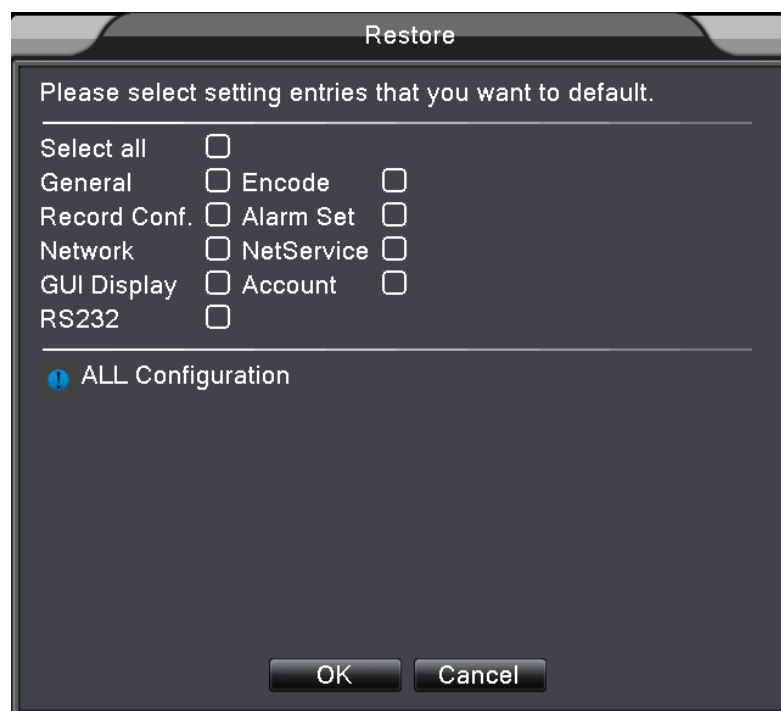 Restore
Please select setting entries that you want to default.
Select all
General Encode
Record Conf. Alarm Set
Network NetService
GUI Display Account
RS232
ALL Configuration
OK Cancel